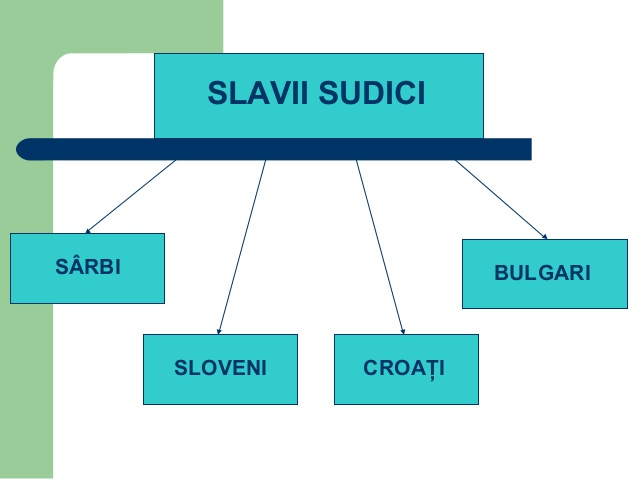 SLAVII SUDICI
SÂRBI
BULGARI
SLOVENI
CROAȚI